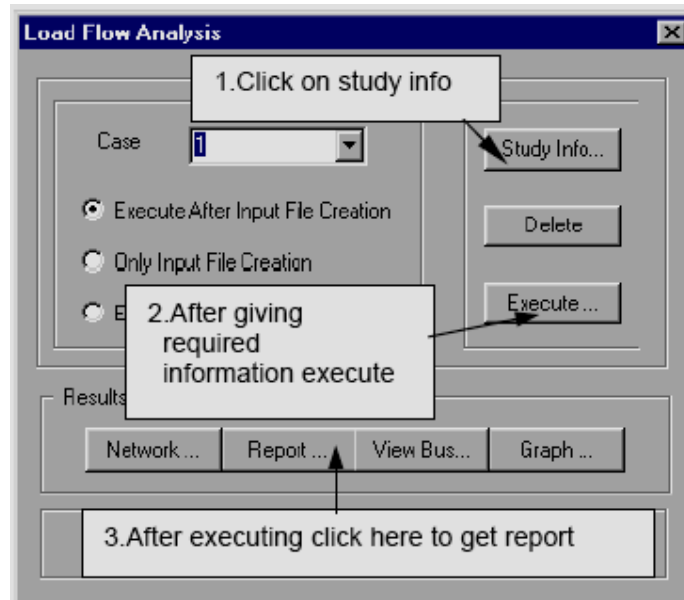 Load Flow Analysis
1.Click on study info
Case
1
Study Info...
Execute After Input File Creation
Delete
Only Input File Creation
Execute ...
E
2.After giving
required
information execute
Results
Network ...
Report ...
View Bus...
Graph ...
3.After executing click here to get report